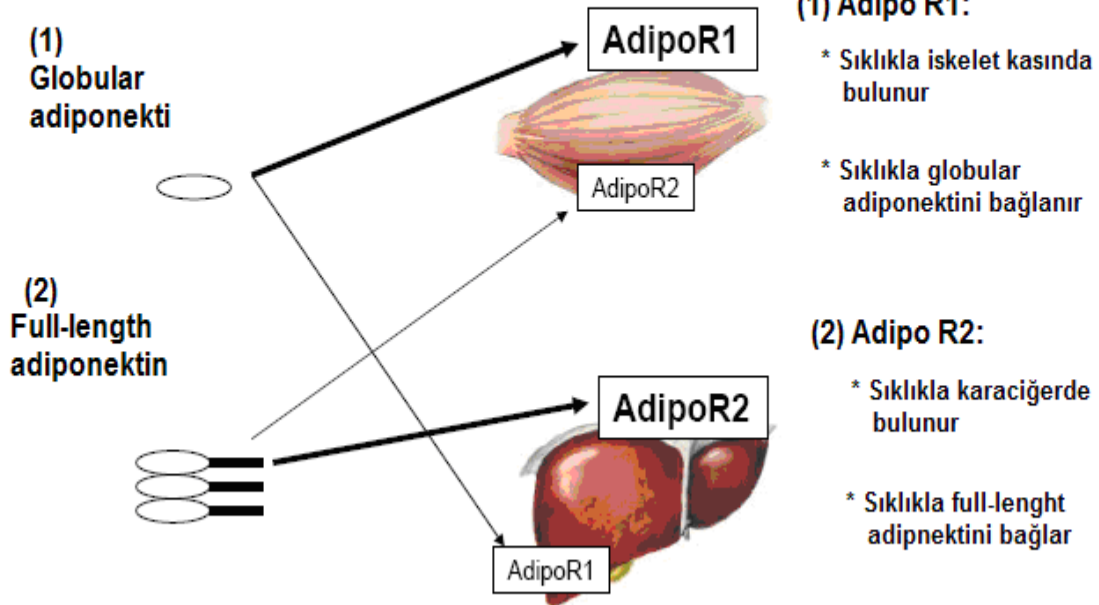 (1)
Globular
adiponekti
AdipoR1
AdipoR2
(1) Adipo R1:
* Sıklıkla iskelet kasında
bulunur
* Sıklıkla globular
adiponektini bağlanır
(2)
Full-length
adiponektin
AdipoR2
AdipoR1
(2) Adipo R2:
* Sıklıkla karaciğerde
bulunur
* Sıklıkla full-lenght
adipnektini bağlar